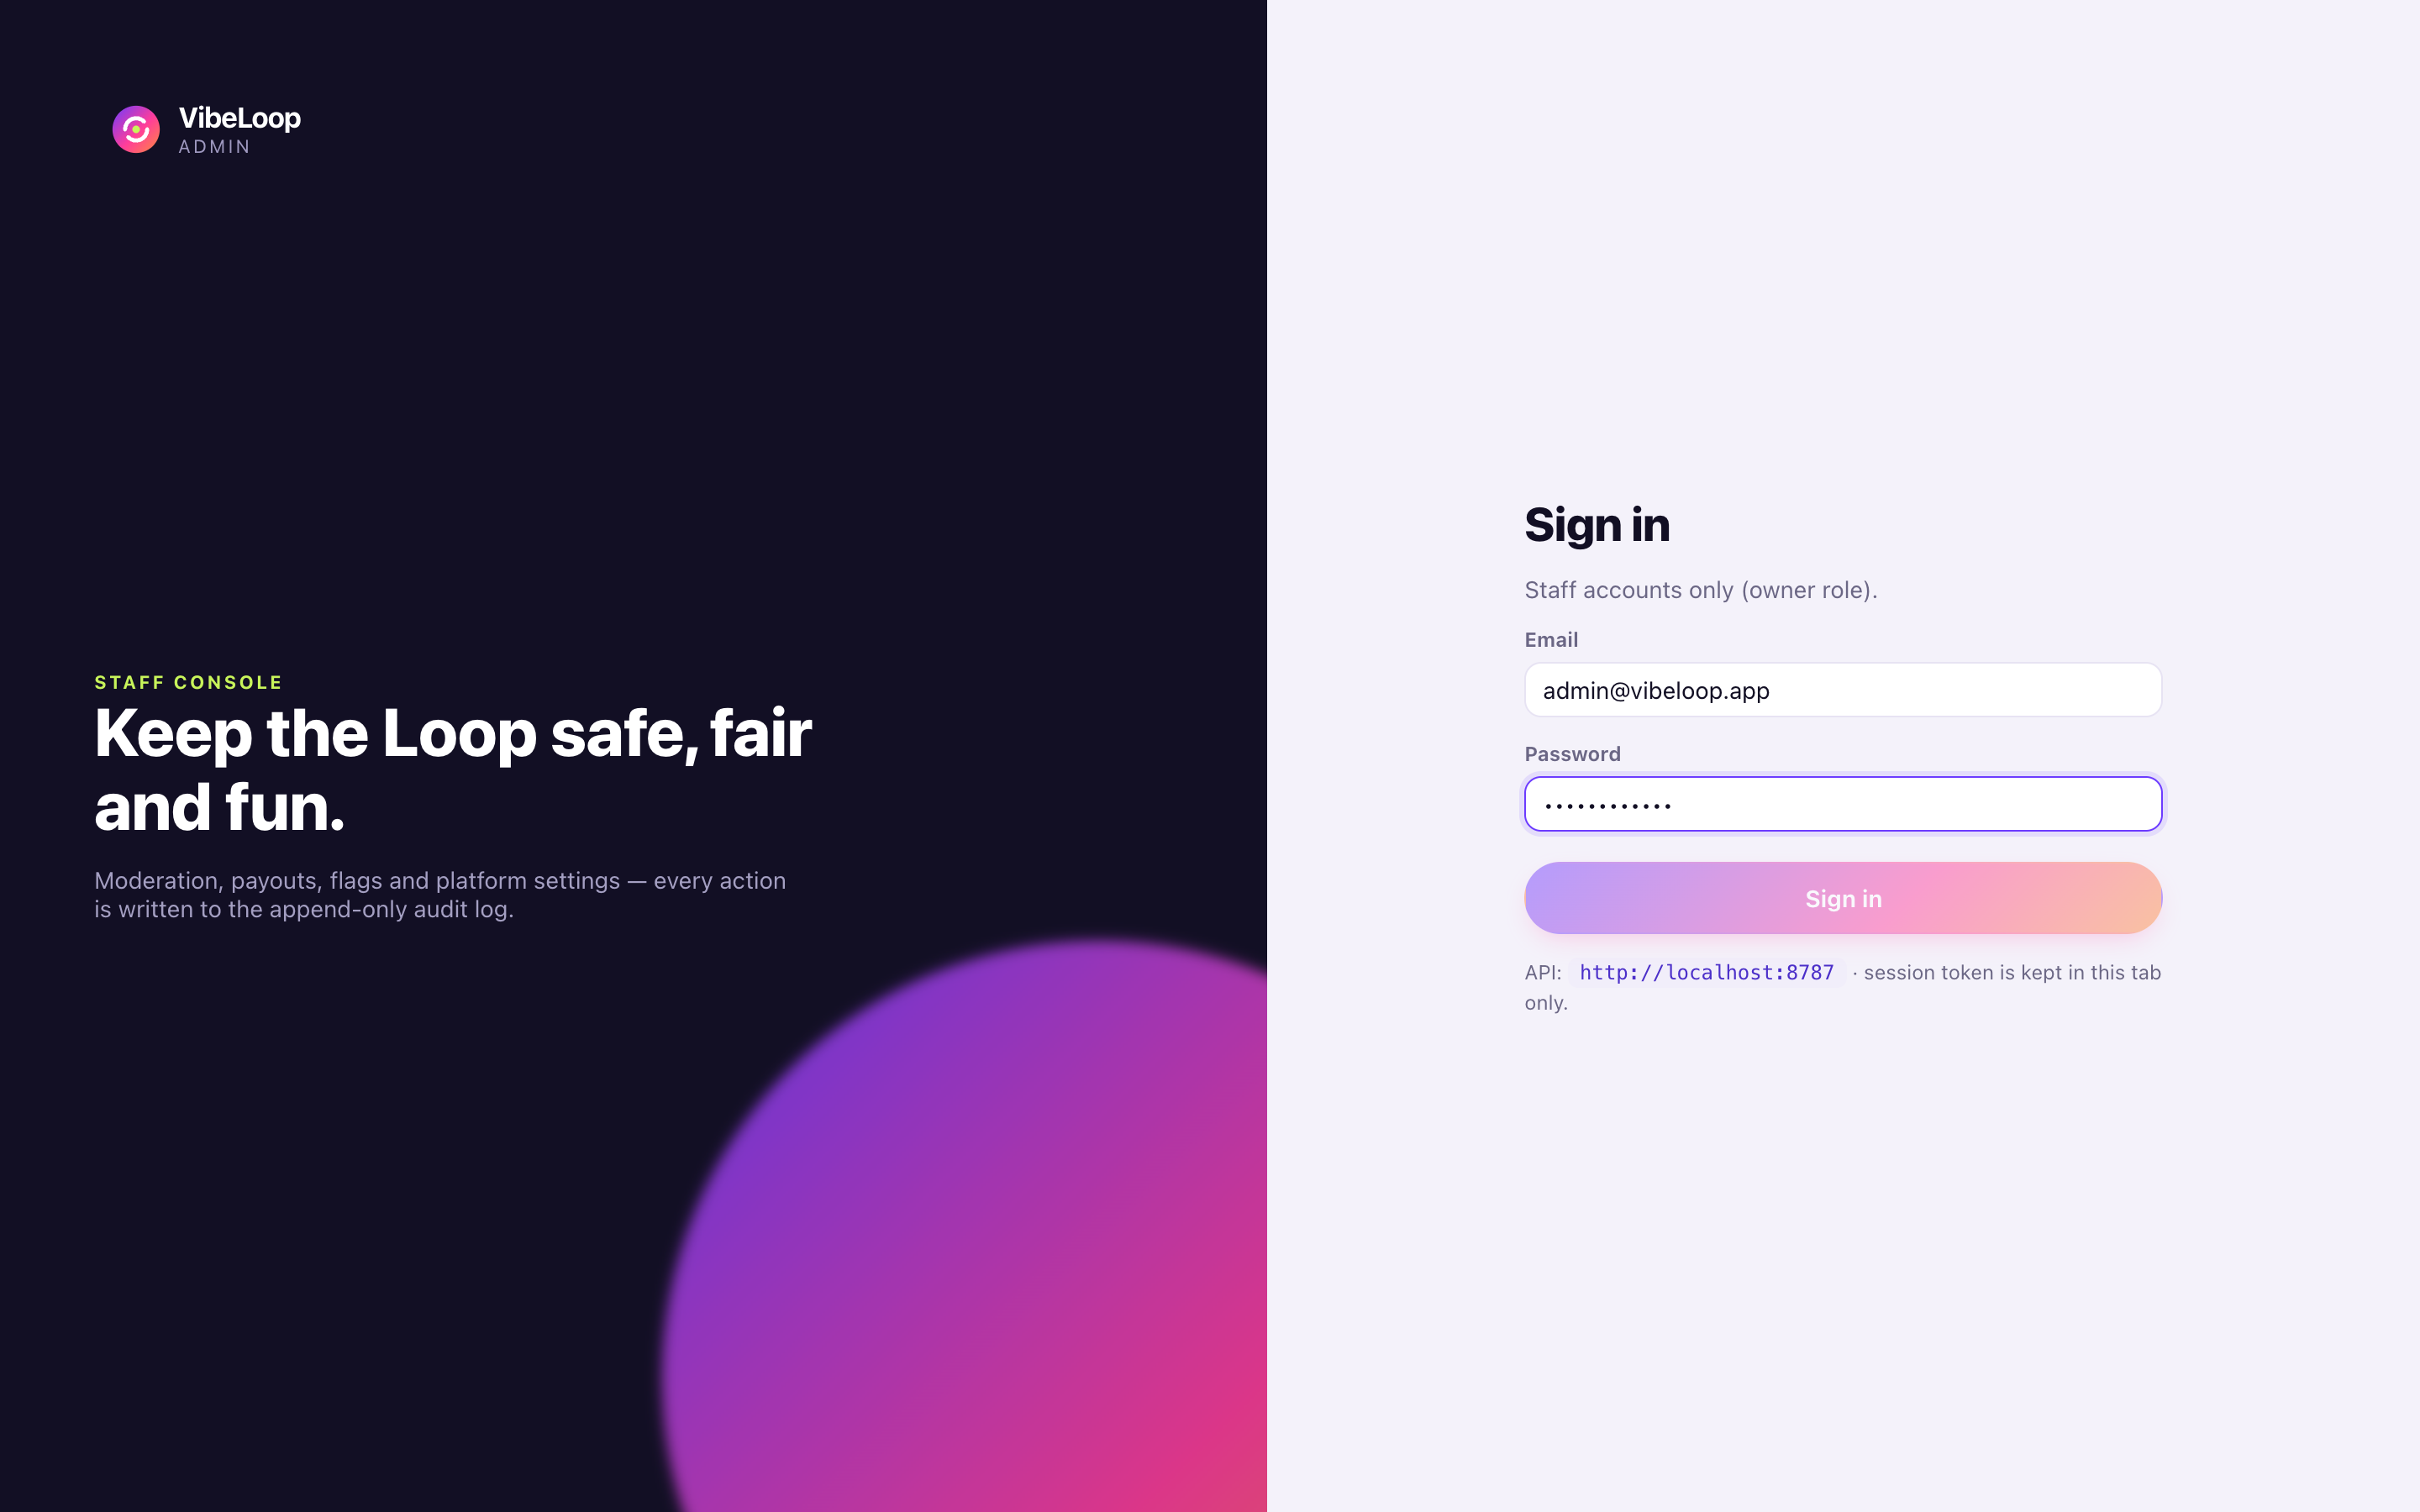 VibeLoop
ADMIN
STAFF CONSOLE
Keep the Loop safe, fair
and fun.
Moderation, payouts, flags and platform settings — every action
is written to the append-only audit log.
Sign in
Staff accounts only (owner role).
Email
admin@vibeloop.app
Password
••••••••••••
Sign in
API: http://localhost:8787 · session token is kept in this tab
only.